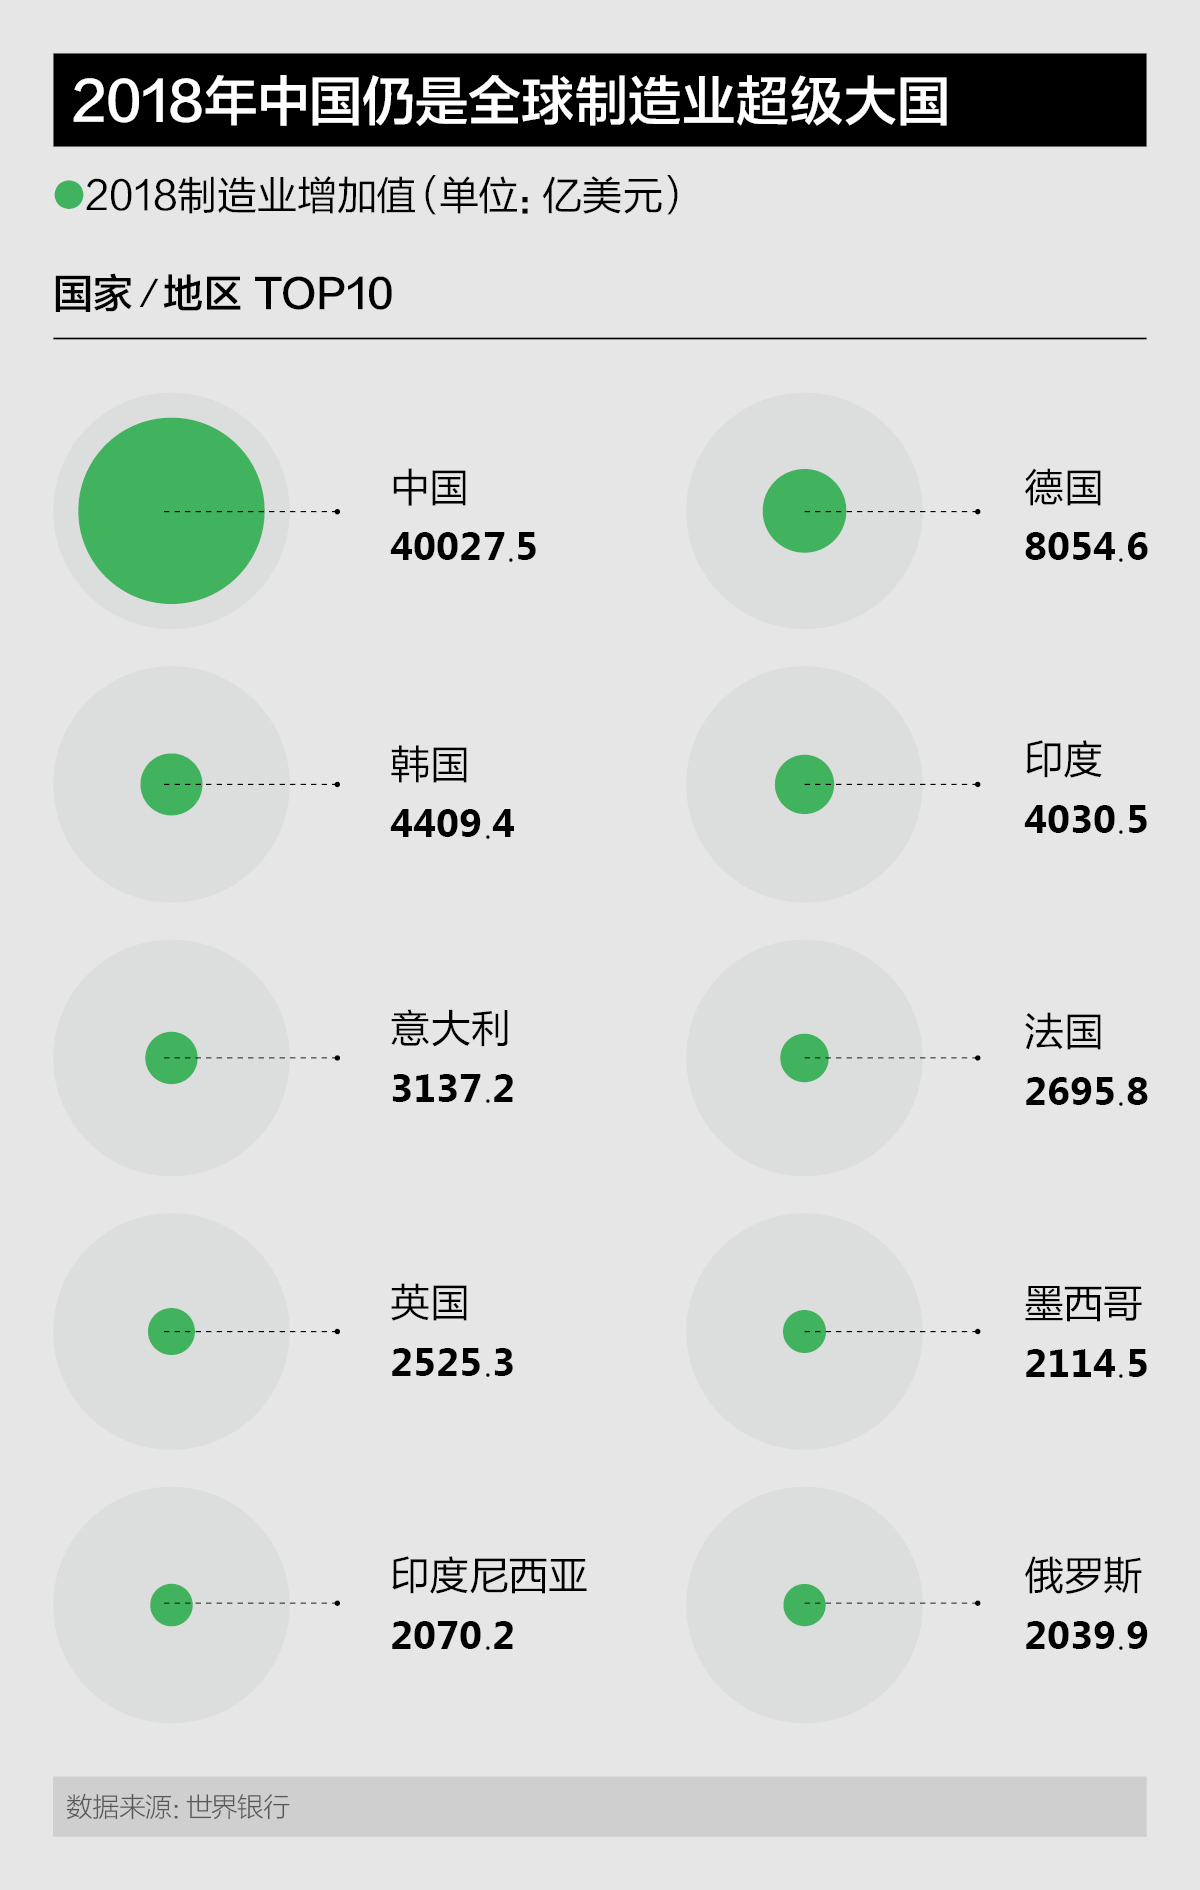 2018年中国仍是全球制造业超级大国
2018制造业增加值（单位：亿美元）
国家/地区 TOP10
中国
40027.5
德国
8054.6
韩国
4409.4
印度
4030.5
意大利
3137.2
法国
2695.8
英国
2525.3
墨西哥
2114.5
印度尼西亚
2070.2
俄罗斯
2039.9
数据来源：世界银行